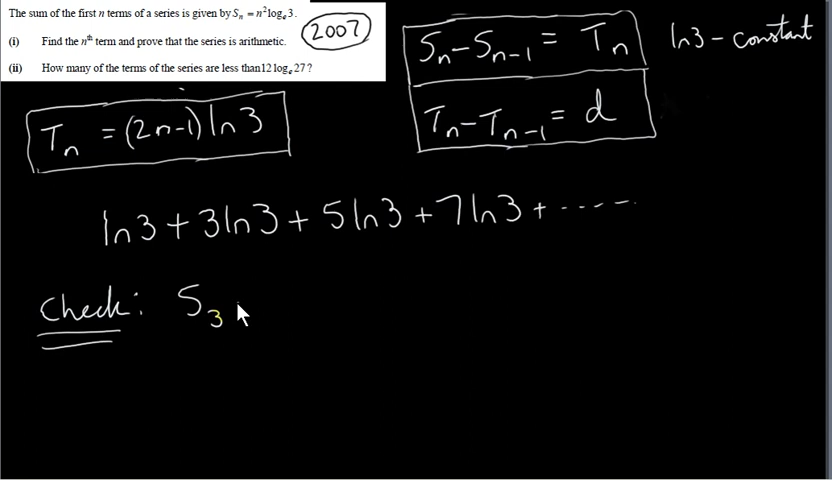 The sum of the first n terms of a series is given by Sₙ = n² logₑ 3.
(i) Find the nᵗʰ term and prove that the series is arithmetic.
(ii) How many of the terms of the series are less than 12 logₑ 27?
2007
Sₙ - Sₙ₋₁ = Tₙ
ln3 - constant
Tₙ - Tₙ₋₁ = d
Tₙ = (2n-1) ln 3
ln3 + 3ln3 + 5ln3 + 7ln3 + ------
Check: S₃